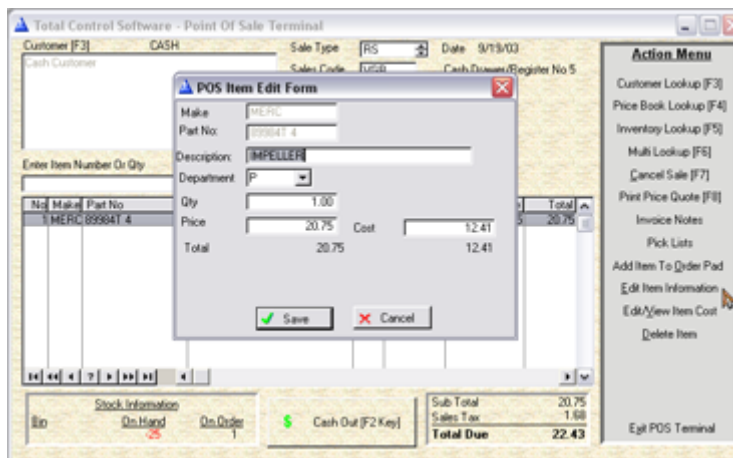 Total Control Software - Point Of Sale Terminal
Customer [F3] CASH
Cash Customer
Sale Type RS
Date 9/19/03
Sales Code
Cash Drawer/Register No 5
POS Item Edit Form
Make MERC
Part No: 89984T 4
Description: IMPELLER
Department P
Qty 1.00
Price 20.75 Cost 12.41
Total 20.75 12.41
Save Cancel
Enter Item Number Or Qty
No Make Part No Total
1 MERC 89984T 4 20.75
Stock Information
Bin On Hand On Order
-25 1
$ Cash Out [F2 Key]
Sub Total 20.75
Sales Tax 1.68
Total Due 22.43
Action Menu
Customer Lookup [F3]
Price Book Lookup [F4]
Inventory Lookup [F5]
Multi Lookup [F6]
Cancel Sale [F7]
Print Price Quote [F8]
Invoice Notes
Pick Lists
Add Item To Order Pad
Edit Item Information
Edit/View Item Cost
Delete Item
Exit POS Terminal